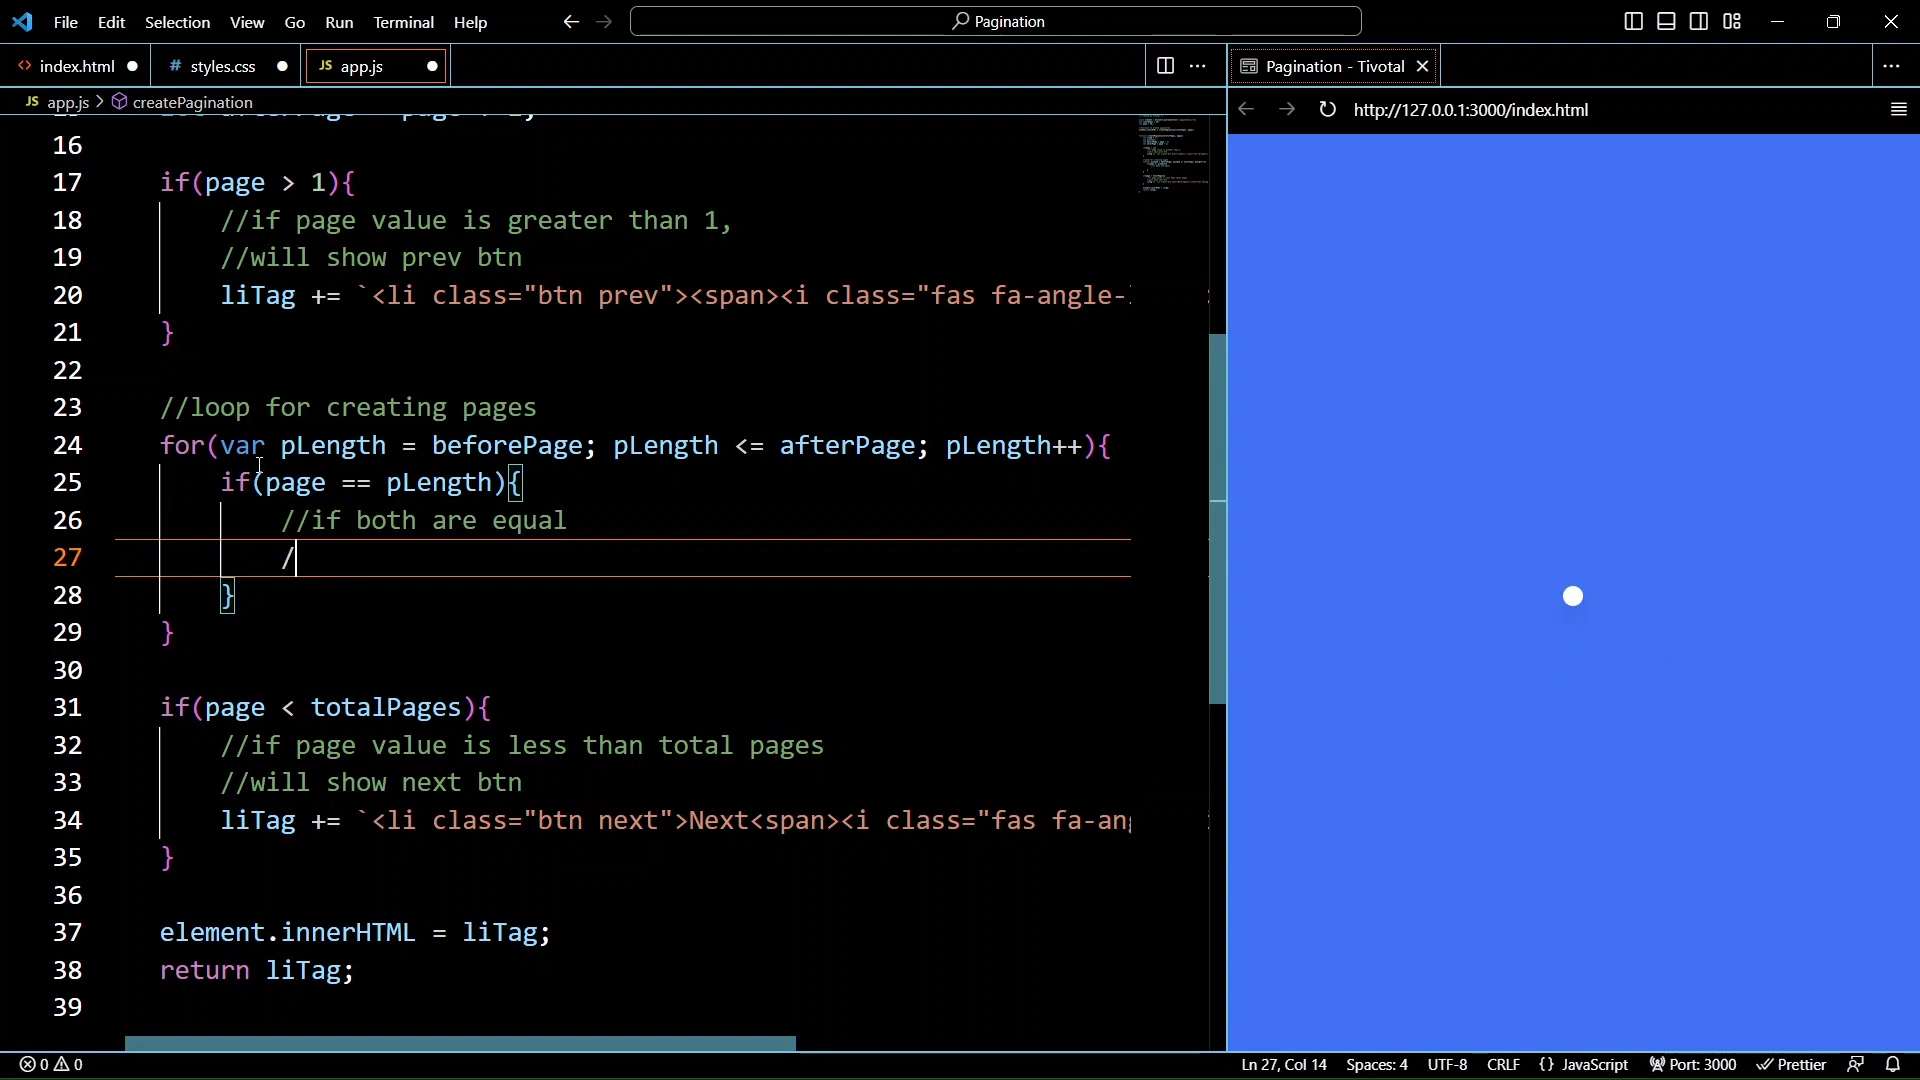 File Edit Selection View Go Run Terminal Help
Pagination
index.html
# styles.css
JS app.js
Pagination - Tivotal
JS app.js > createPagination
http://127.0.0.1:3000/index.html
16
17 if(page > 1){
18 //if page value is greater than 1,
19 //will show prev btn
20 liTag += `<li class="btn prev"><span><i class="fas fa-angle-
21 }
22
23 //loop for creating pages
24 for(var pLength = beforePage; pLength <= afterPage; pLength++){
25 if(page == pLength){
26 //if both are equal
27 /
28 }
29 }
30
31 if(page < totalPages){
32 //if page value is less than total pages
33 //will show next btn
34 liTag += `<li class="btn next">Next<span><i class="fas fa-an
35 }
36
37 element.innerHTML = liTag;
38 return liTag;
39
0 0
Ln 27, Col 14 Spaces: 4 UTF-8 CRLF {} JavaScript Port: 3000 Prettier